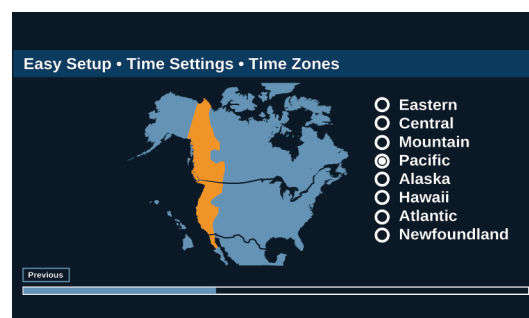 Easy Setup • Time Settings • Time Zones
Eastern
Central
Mountain
Pacific
Alaska
Hawaii
Atlantic
Newfoundland
Previous